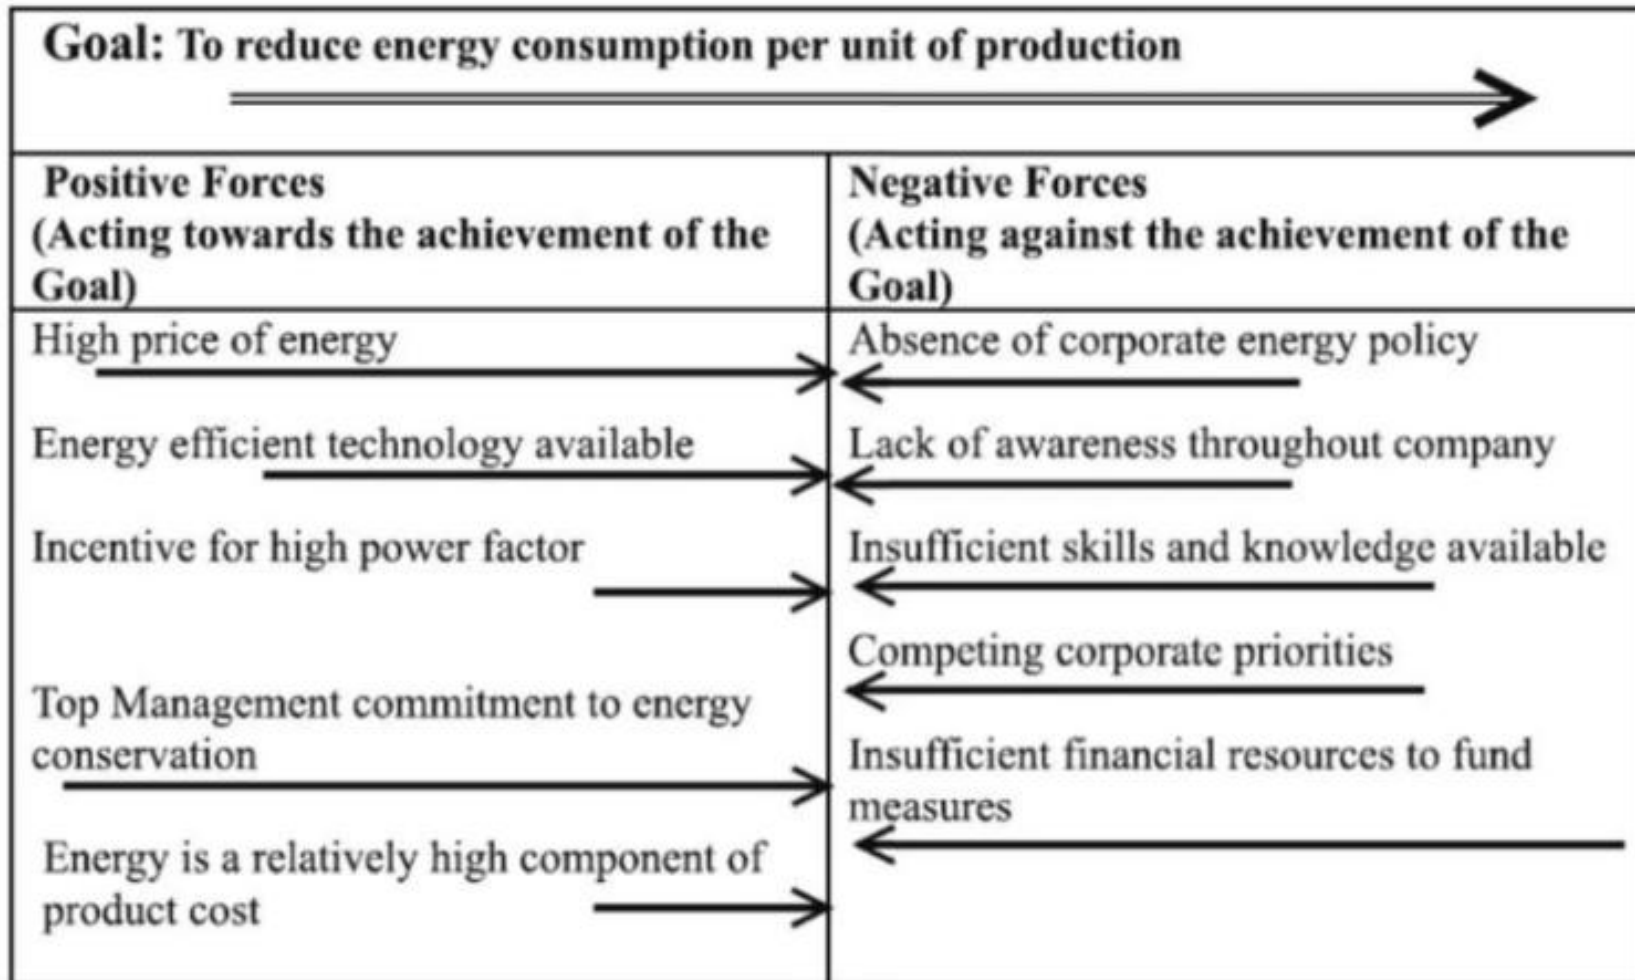 Goal: To reduce energy consumption per unit of production
Positive Forces
(Acting towards the achievement of the
Goal)
Negative Forces
(Acting against the achievement of the
Goal)
High price of energy
Energy efficient technology available
Incentive for high power factor
Top Management commitment to energy
conservation
Energy is a relatively high component of
product cost
Absence of corporate energy policy
Lack of awareness throughout company
Insufficient skills and knowledge available
Competing corporate priorities
Insufficient financial resources to fund
measures